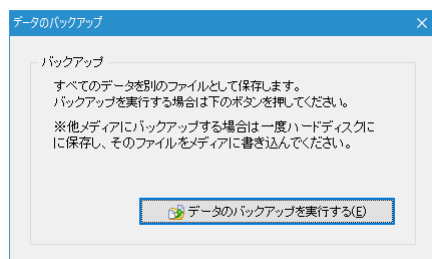 データのバックアップ
バックアップ
すべてのデータを別のファイルとして保存します。
バックアップを実行する場合は下のボタンを押してください。
※他メディアにバックアップする場合は一度ハードディスクに
に保存し、そのファイルをメディアに書き込んでください。
データのバックアップを実行する(E)